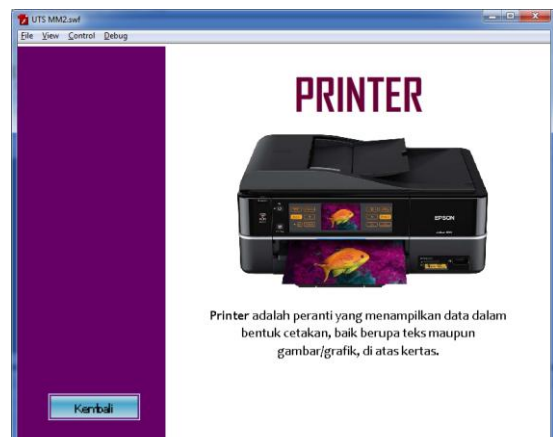 UTS MM2.swf
File View Control Debug
PRINTER
EPSON
Printer adalah peranti yang menampilkan data dalam
bentuk cetakan, baik berupa teks maupun
gambar/grafik, di atas kertas.
Kembali